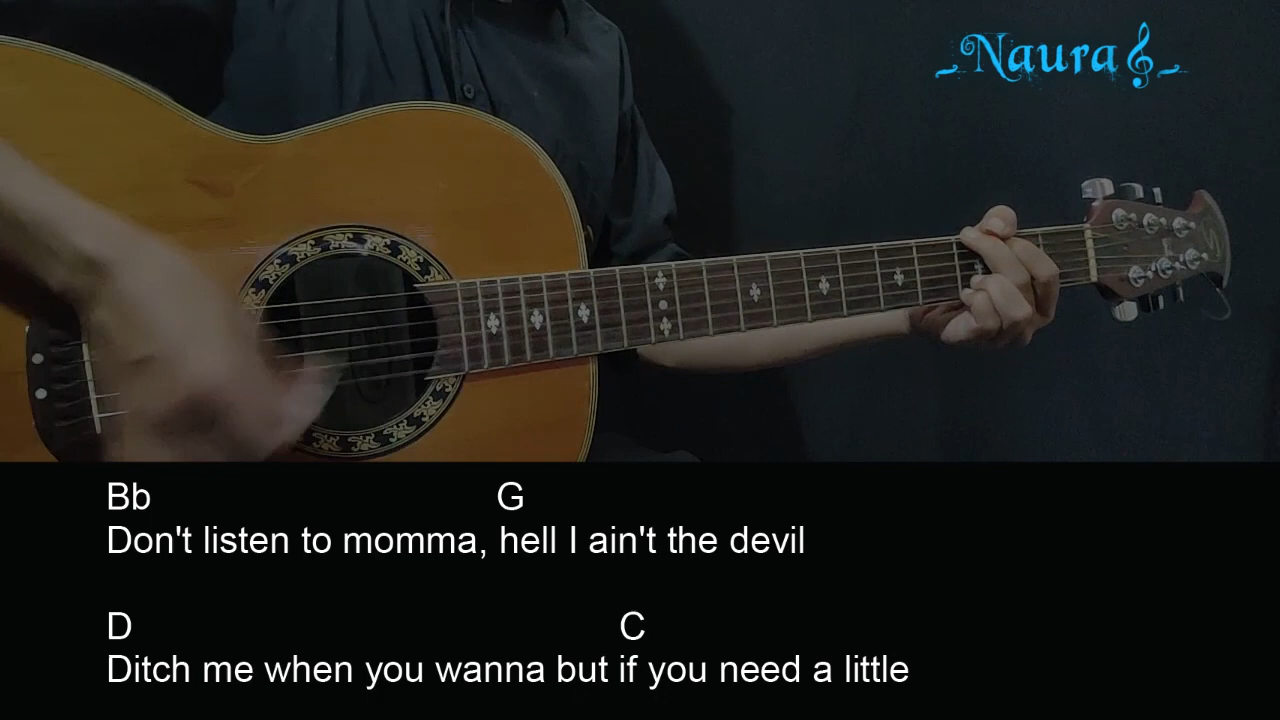 Naura
Bb G
Don't listen to momma, hell I ain't the devil
D C
Ditch me when you wanna but if you need a little